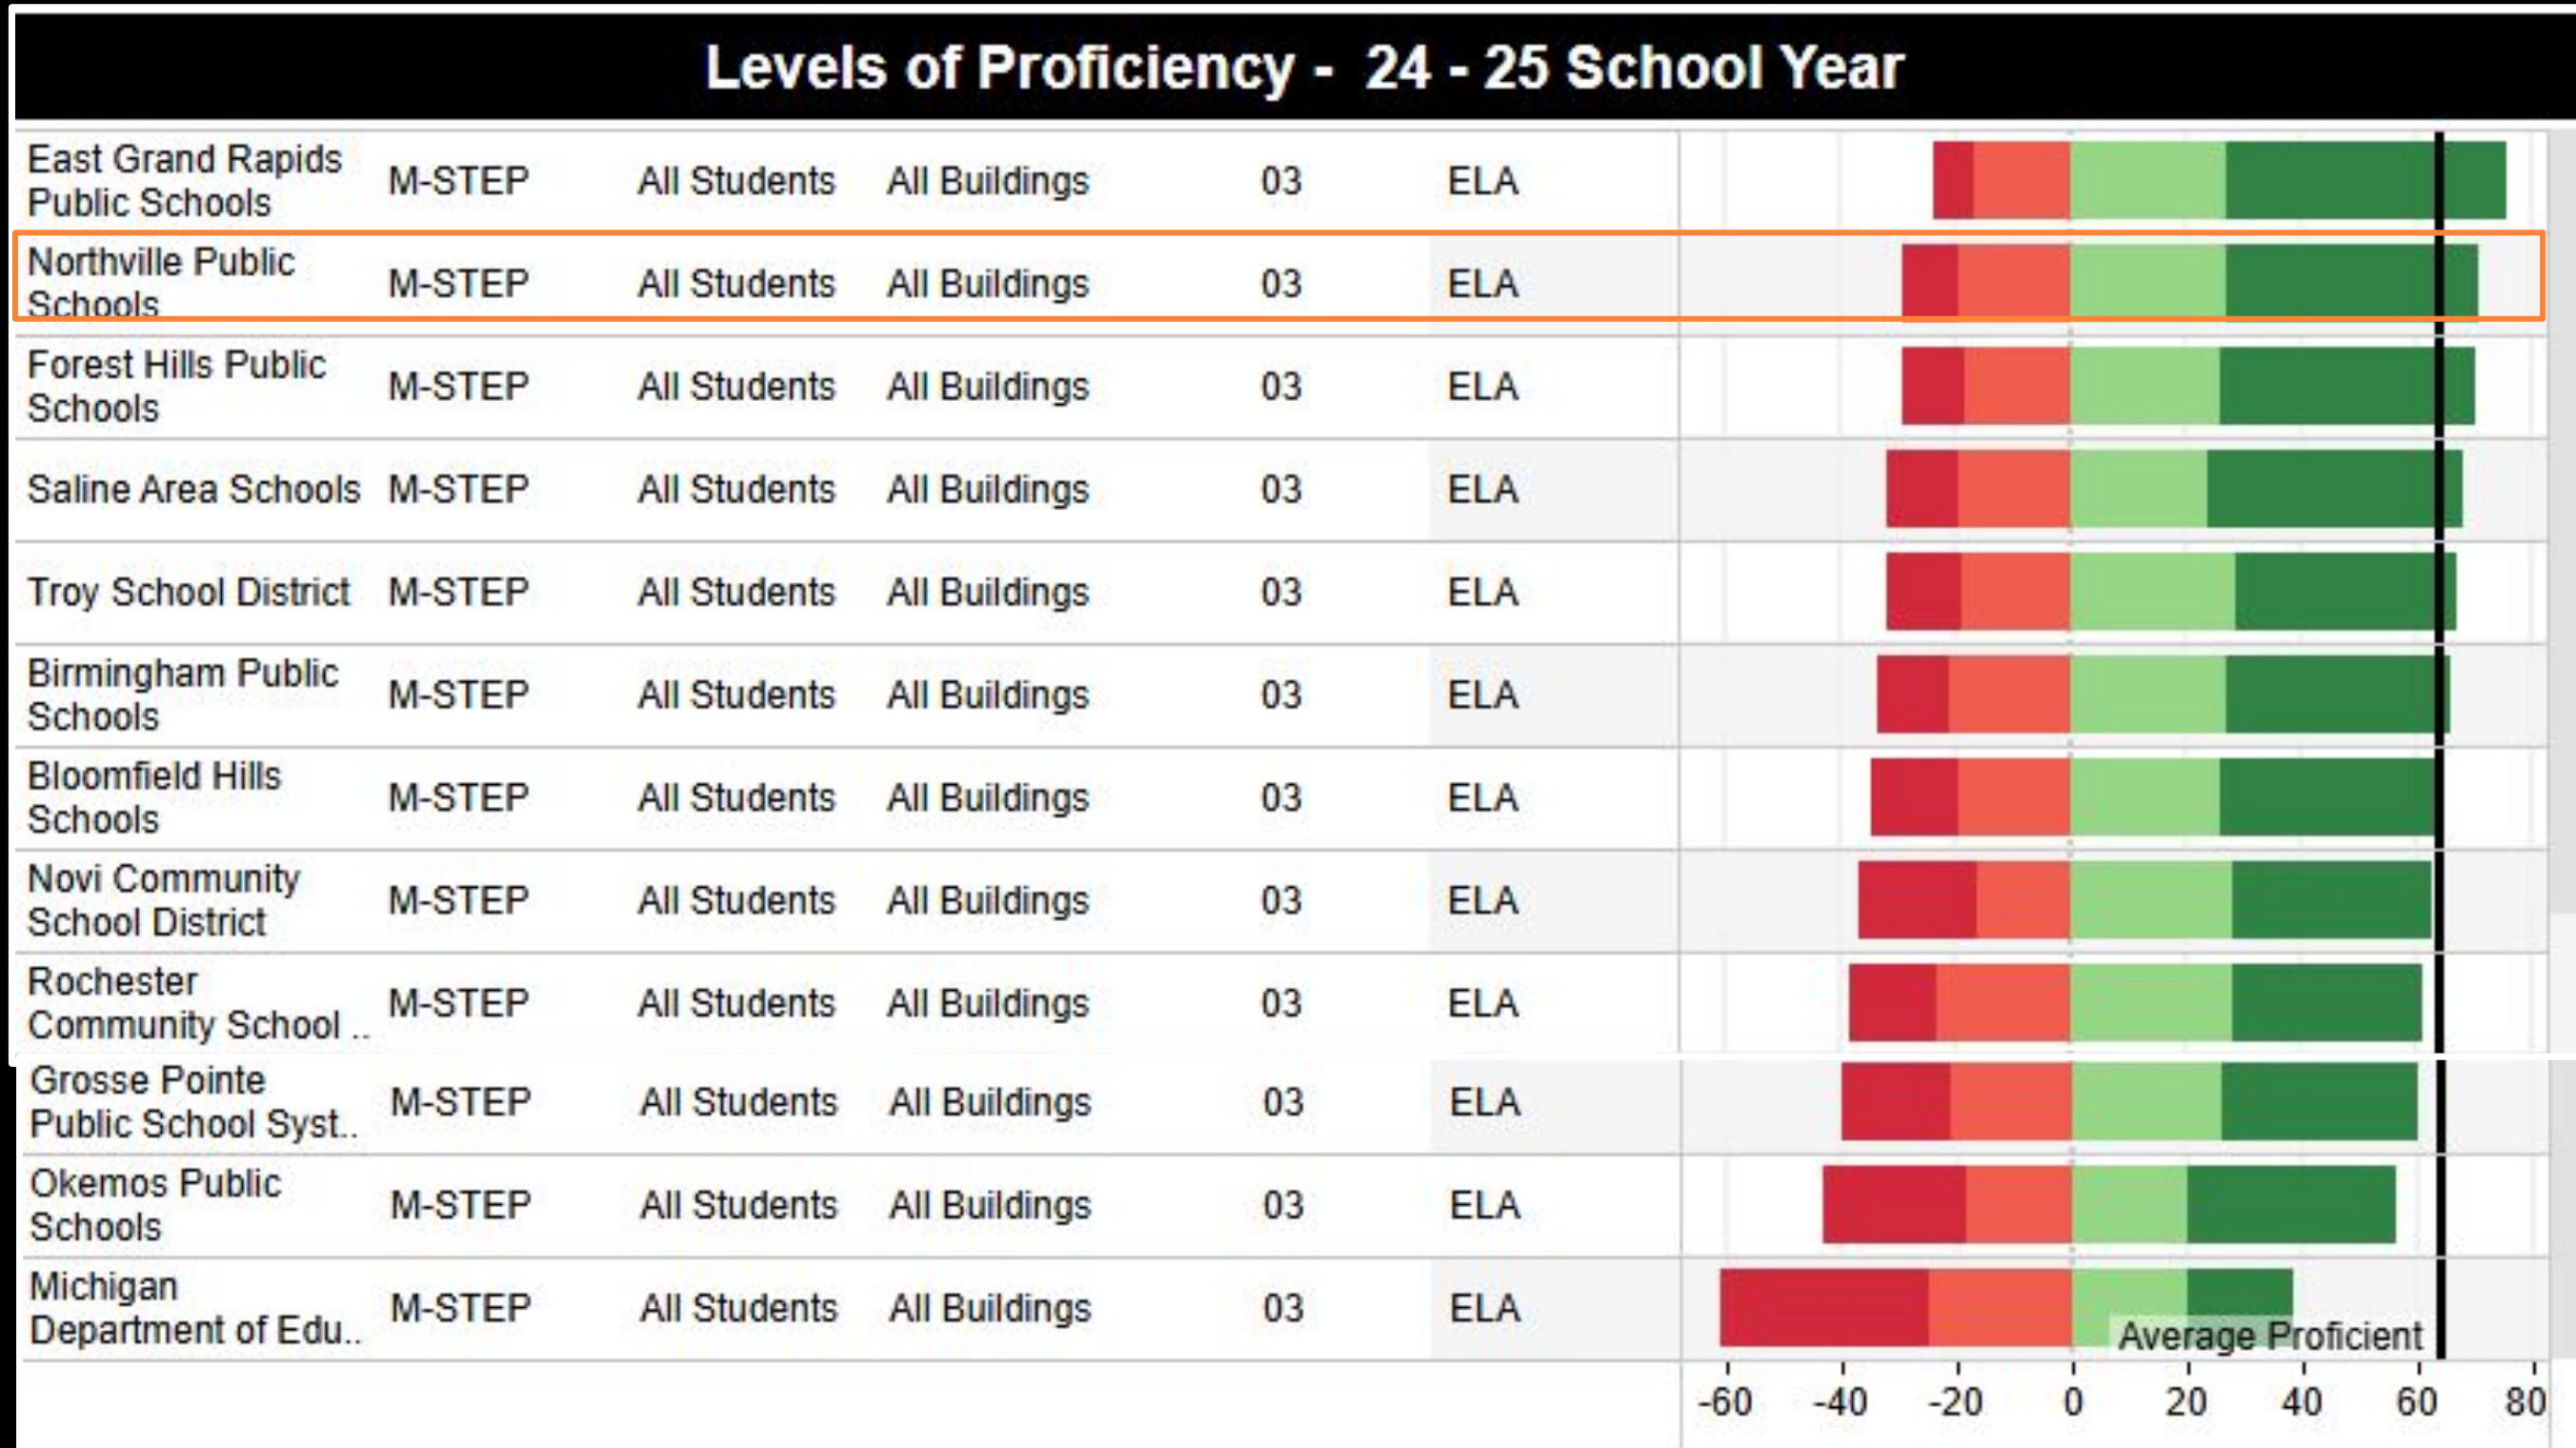 Levels of Proficiency -  24 - 25 School Year
East Grand Rapids
Public Schools M-STEP All Students All Buildings 03 ELA
Northville Public
Schools M-STEP All Students All Buildings 03 ELA
Forest Hills Public
Schools M-STEP All Students All Buildings 03 ELA
Saline Area Schools M-STEP All Students All Buildings 03 ELA
Troy School District M-STEP All Students All Buildings 03 ELA
Birmingham Public
Schools M-STEP All Students All Buildings 03 ELA
Bloomfield Hills
Schools M-STEP All Students All Buildings 03 ELA
Novi Community
School District M-STEP All Students All Buildings 03 ELA
Rochester
Community School .. M-STEP All Students All Buildings 03 ELA
Grosse Pointe
Public School Syst.. M-STEP All Students All Buildings 03 ELA
Okemos Public
Schools M-STEP All Students All Buildings 03 ELA
Michigan
Department of Edu.. M-STEP All Students All Buildings 03 ELA
Average Proficient
-60 -40 -20 0 20 40 60 80